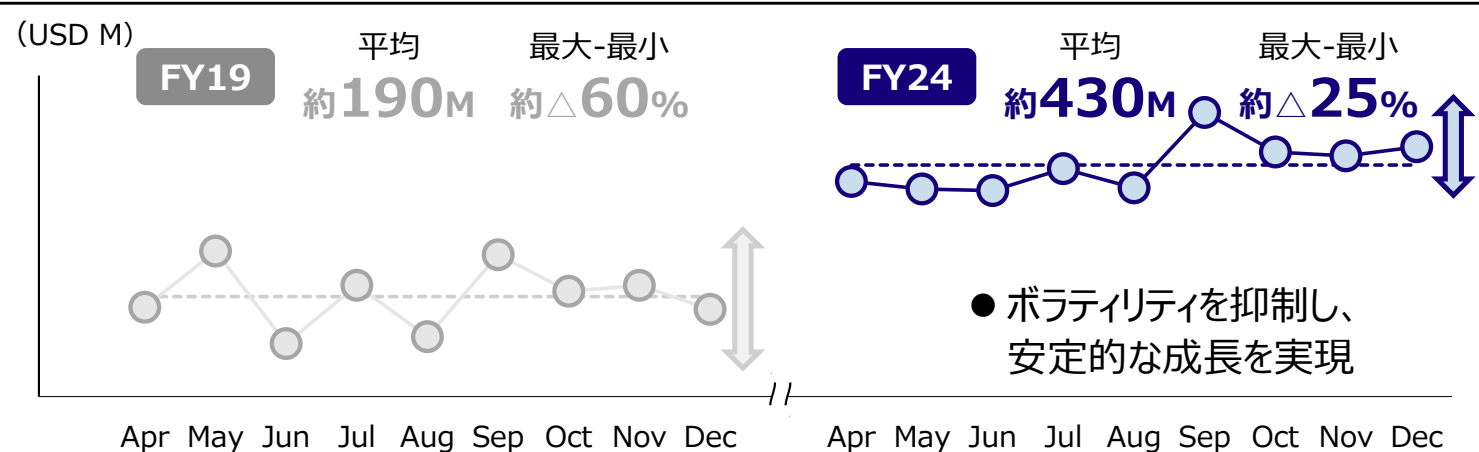 （USD M）
FY19
平均
約190M
最大-最小
約△60%
FY24
平均
約430M
最大-最小
約△25%
● ボラティリティを抑制し、
安定的な成長を実現
Apr May Jun Jul Aug Sep Oct Nov Dec
Apr May Jun Jul Aug Sep Oct Nov Dec